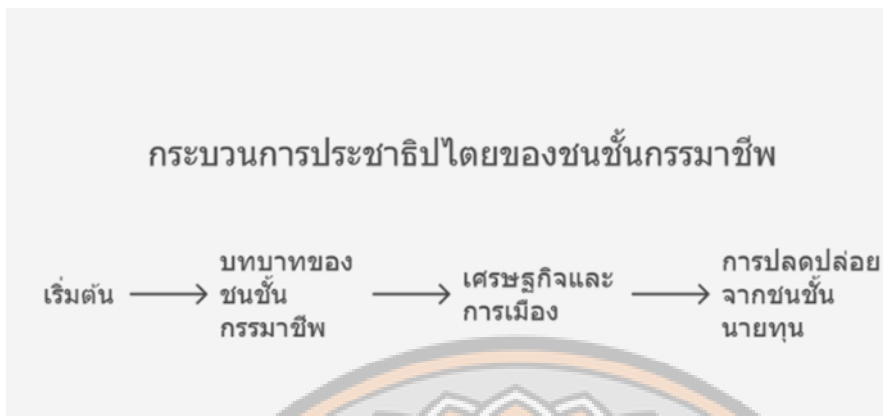 กระบวนการประชาธิปไตยของชนชั้นกรรมาชีพ
เริ่มต้น
บทบาทของ
ชนชั้น
กรรมาชีพ
เศรษฐกิจและ
การเมือง
การปลดปล่อย
จากชนชั้น
นายทุน